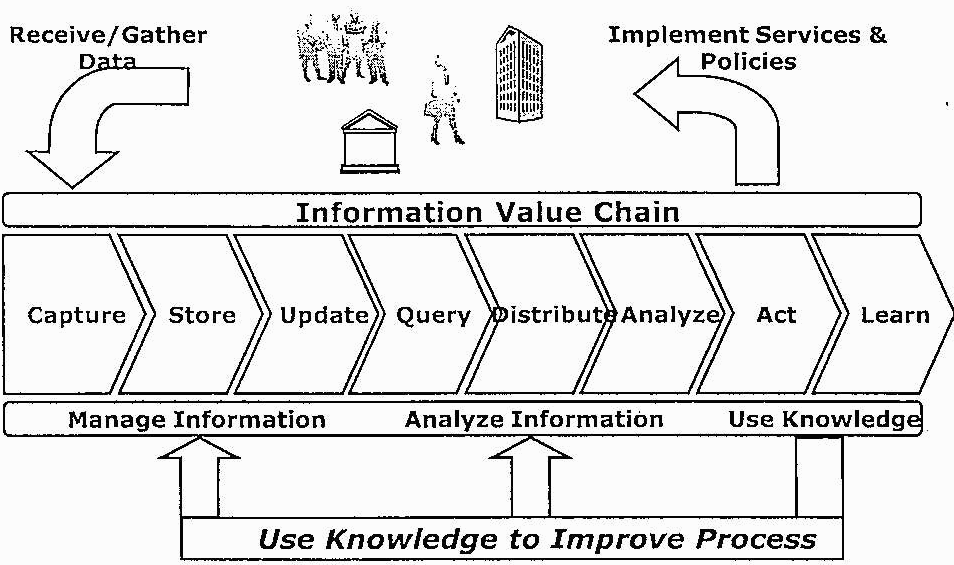 Receive/Gather
Data
Implement Services &
Policies
Information Value Chain
Capture
Store
Update
Query
Distribute
Analyze
Act
Learn
Manage Information
Analyze Information
Use Knowledge
Use Knowledge to Improve Process